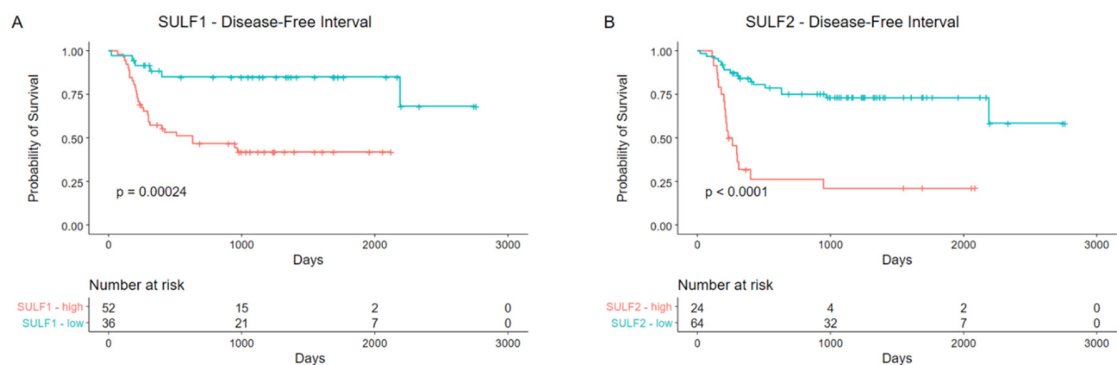 A
SULF1 - Disease-Free Interval
Probability of Survival
1.00
0.75
0.50
0.25
0.00
p = 0.00024
0 1000 2000 3000
Days
Number at risk
SULF1 - high 52 15 2 0
SULF1 - low 36 21 7 0
0 1000 2000 3000
Days
B
SULF2 - Disease-Free Interval
Probability of Survival
1.00
0.75
0.50
0.25
0.00
p < 0.0001
0 1000 2000 3000
Days
Number at risk
SULF2 - high 24 4 2 0
SULF2 - low 64 32 7 0
0 1000 2000 3000
Days